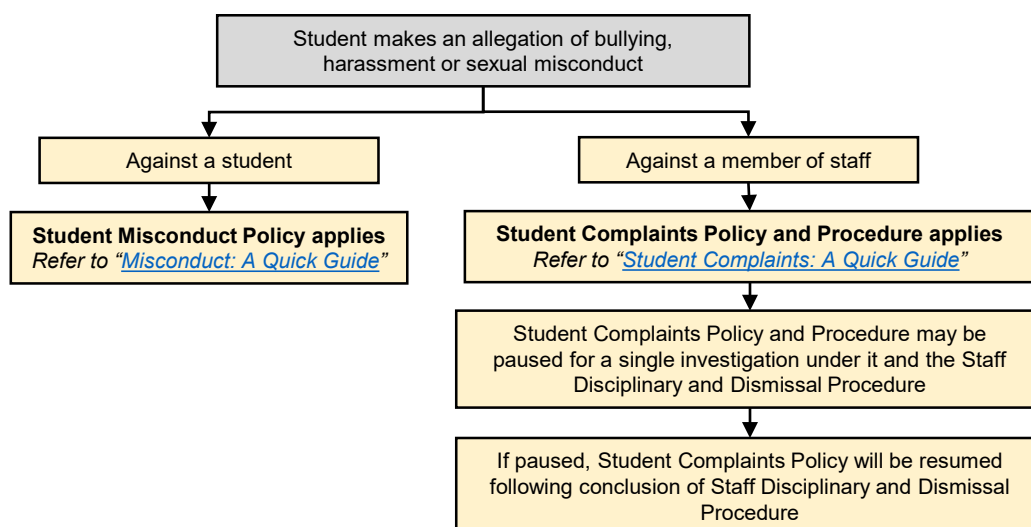 Student makes an allegation of bullying,
harassment or sexual misconduct
Against a student
Against a member of staff
Student Misconduct Policy applies
Refer to “Misconduct: A Quick Guide”
Student Complaints Policy and Procedure applies
Refer to “Student Complaints: A Quick Guide”
Student Complaints Policy and Procedure may be
paused for a single investigation under it and the Staff
Disciplinary and Dismissal Procedure
If paused, Student Complaints Policy will be resumed
following conclusion of Staff Disciplinary and Dismissal
Procedure